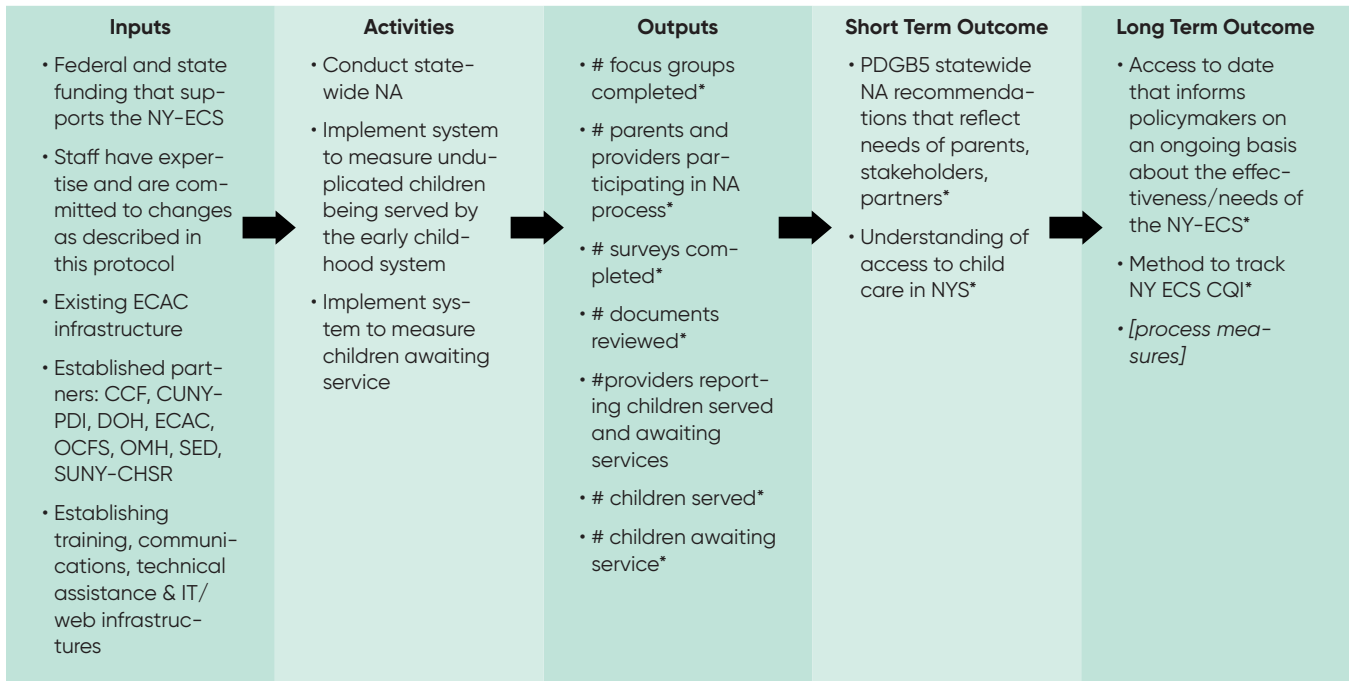 Inputs
• Federal and state
funding that sup-
ports the NY-ECS
• Staff have exper-
tise and are com-
mitted to changes
as described in
this protocol
• Existing ECAC
infrastructure
• Established part-
ners: CCF, CUNY-
PDI, DOH, ECAC,
OCFS, OMH, SED,
SUNY-CHSR
• Establishing
training, communi-
cations, technical
assistance & IT/
web infrastruc-
tures
Activities
• Conduct state-
wide NA
• Implement system
to measure undu-
plicated children
being served by
the early child-
hood system
• Implement sys-
tem to measure
children awaiting
service
Outputs
• # focus groups
completed*
• # parents and
providers par-
ticipating in NA
process*
• # surveys com-
pleted*
• # documents
reviewed*
• #providers report-
ing children served
and awaiting
services
• # children served*
• # children awaiting
service*
Short Term Outcome
• PDGB5 statewide
NA recommenda-
tions that reflect
needs of parents,
stakeholders,
partners*
• Understanding of
access to child
care in NYS*
Long Term Outcome
• Access to date
that informs
policymakers on
an ongoing basis
about the effec-
tiveness/needs of
the NY-ECS*
• Method to track
NY ECS CQI*
• [process mea-
sures]